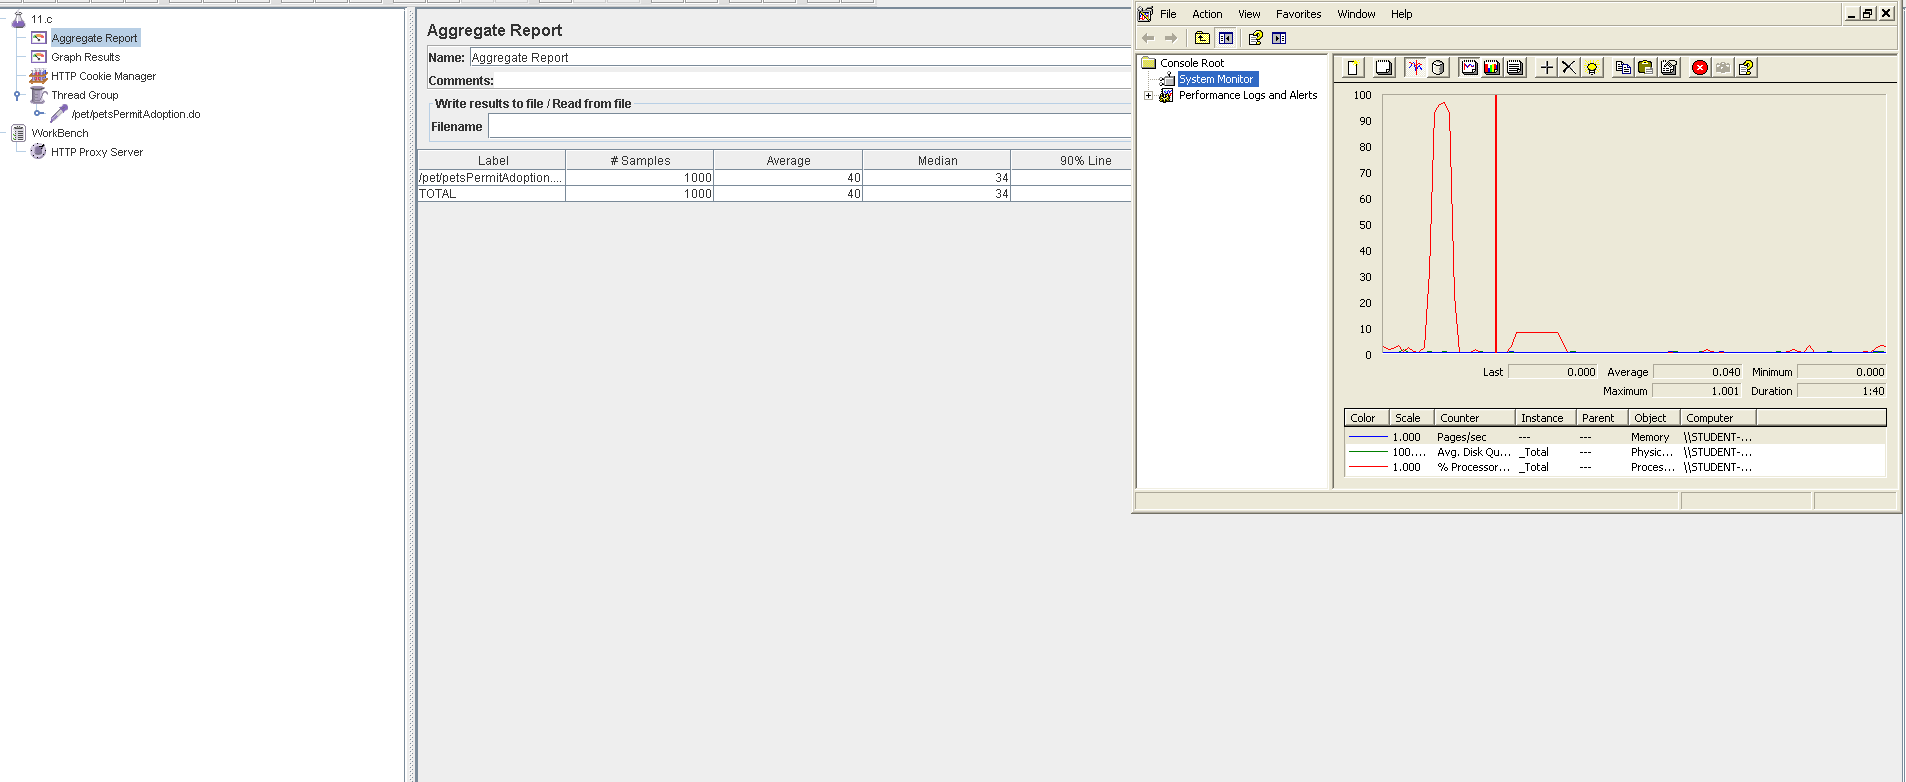 11.c
Aggregate Report
Graph Results
HTTP Cookie Manager
Thread Group
/pet/petsPermitAdoption.do
WorkBench
HTTP Proxy Server
Aggregate Report
Name: Aggregate Report
Comments:
Write results to file / Read from file
Filename
Label # Samples Average Median 90% Line
/pet/petsPermitAdoption.... 1000 40 34
TOTAL 1000 40 34
File Action View Favorites Window Help
Console Root
System Monitor
Performance Logs and Alerts
100
90
80
70
60
50
40
30
20
10
0
Last 0.000 Average 0.040 Minimum 0.000
Maximum 1.001 Duration 1:40
Color Scale Counter Instance Parent Object Computer
1.000 Pages/sec --- --- Memory \\STUDENT-...
100.... Avg. Disk Qu... _Total --- Physic... \\STUDENT-...
1.000 % Processor... _Total --- Proces... \\STUDENT-...